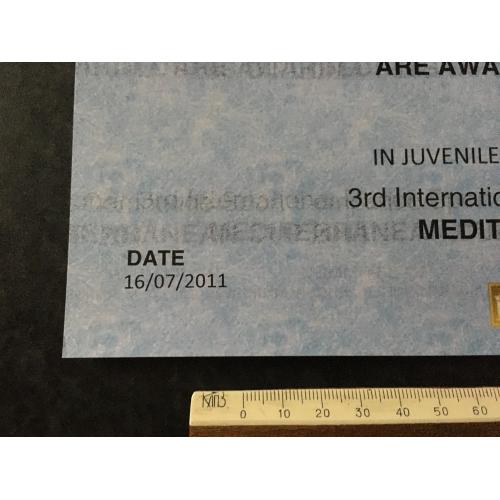 ARE AWA
IN JUVENILE
3rd Internatio
MEDIT
DATE
16/07/2011
0 10 20 30 40 50 60